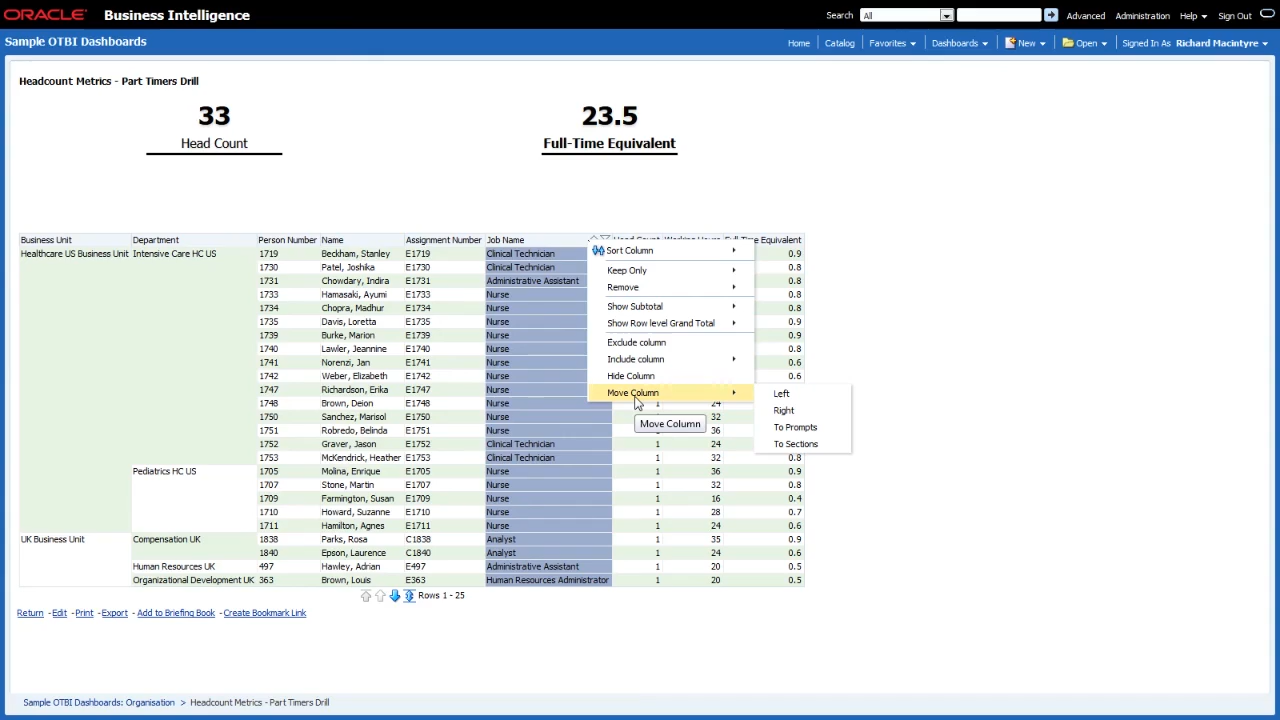 ORACLE Business Intelligence
Search All Advanced Administration Help Sign Out
Sample OTBI Dashboards
Home Catalog Favorites Dashboards New Open Signed In As Richard Macintyre
Headcount Metrics - Part Timers Drill
33 23.5
Head Count Full-Time Equivalent
Business Unit Department Person Number Name Assignment Number Job Name Head Count Working Hours Full-Time Equivalent
Healthcare US Business Unit Intensive Care HC US 1719 Beckham, Stanley E1719 Clinical Technician 0.9
1730 Patel, Joshika E1730 Clinical Technician 0.8
1731 Chowdary, Indira E1731 Administrative Assistant 0.8
1733 Hamasaki, Ayumi E1733 Nurse 0.8
1734 Chopra, Madhur E1734 Nurse 0.8
1735 Davis, Loretta E1735 Nurse 0.9
1739 Burke, Marion E1739 Nurse 0.9
1740 Lawler, Jeannine E1740 Nurse 0.8
1741 Norenzi, Jan E1741 Nurse 0.6
1742 Weber, Elizabeth E1742 Nurse 0.6
1747 Richardson, Erika E1747 Nurse
1748 Brown, Deion E1748 Nurse 1 24
1750 Sanchez, Marisol E1750 Nurse 32
1751 Robredo, Belinda E1751 Nurse 36
1752 Graver, Jason E1752 Clinical Technician 1 24
1753 McKendrick, Heather E1753 Clinical Technician 1 32 0.8
Pediatrics HC US 1705 Molina, Enrique E1705 Nurse 1 36 0.9
1707 Stone, Martin E1707 Nurse 1 32 0.8
1709 Farmington, Susan E1709 Nurse 1 16 0.4
1710 Howard, Suzanne E1710 Nurse 1 28 0.7
1711 Hamilton, Agnes E1711 Nurse 1 24 0.6
UK Business Unit Compensation UK 1838 Parks, Rosa C1838 Analyst 1 35 0.9
1840 Epson, Laurence C1840 Analyst 1 24 0.6
Human Resources UK 497 Hawley, Adrian E497 Administrative Assistant 1 20 0.5
Organizational Development UK 363 Brown, Louis E363 Human Resources Administrator 1 20 0.5
Sort Column
Keep Only
Remove
Show Subtotal
Show Row level Grand Total
Exclude column
Include column
Hide Column
Move Column
Move Column
Left
Right
To Prompts
To Sections
Rows 1 - 25
Return - Edit - Print - Export - Add to Briefing Book - Create Bookmark Link
Sample OTBI Dashboards: Organisation > Headcount Metrics - Part Timers Drill